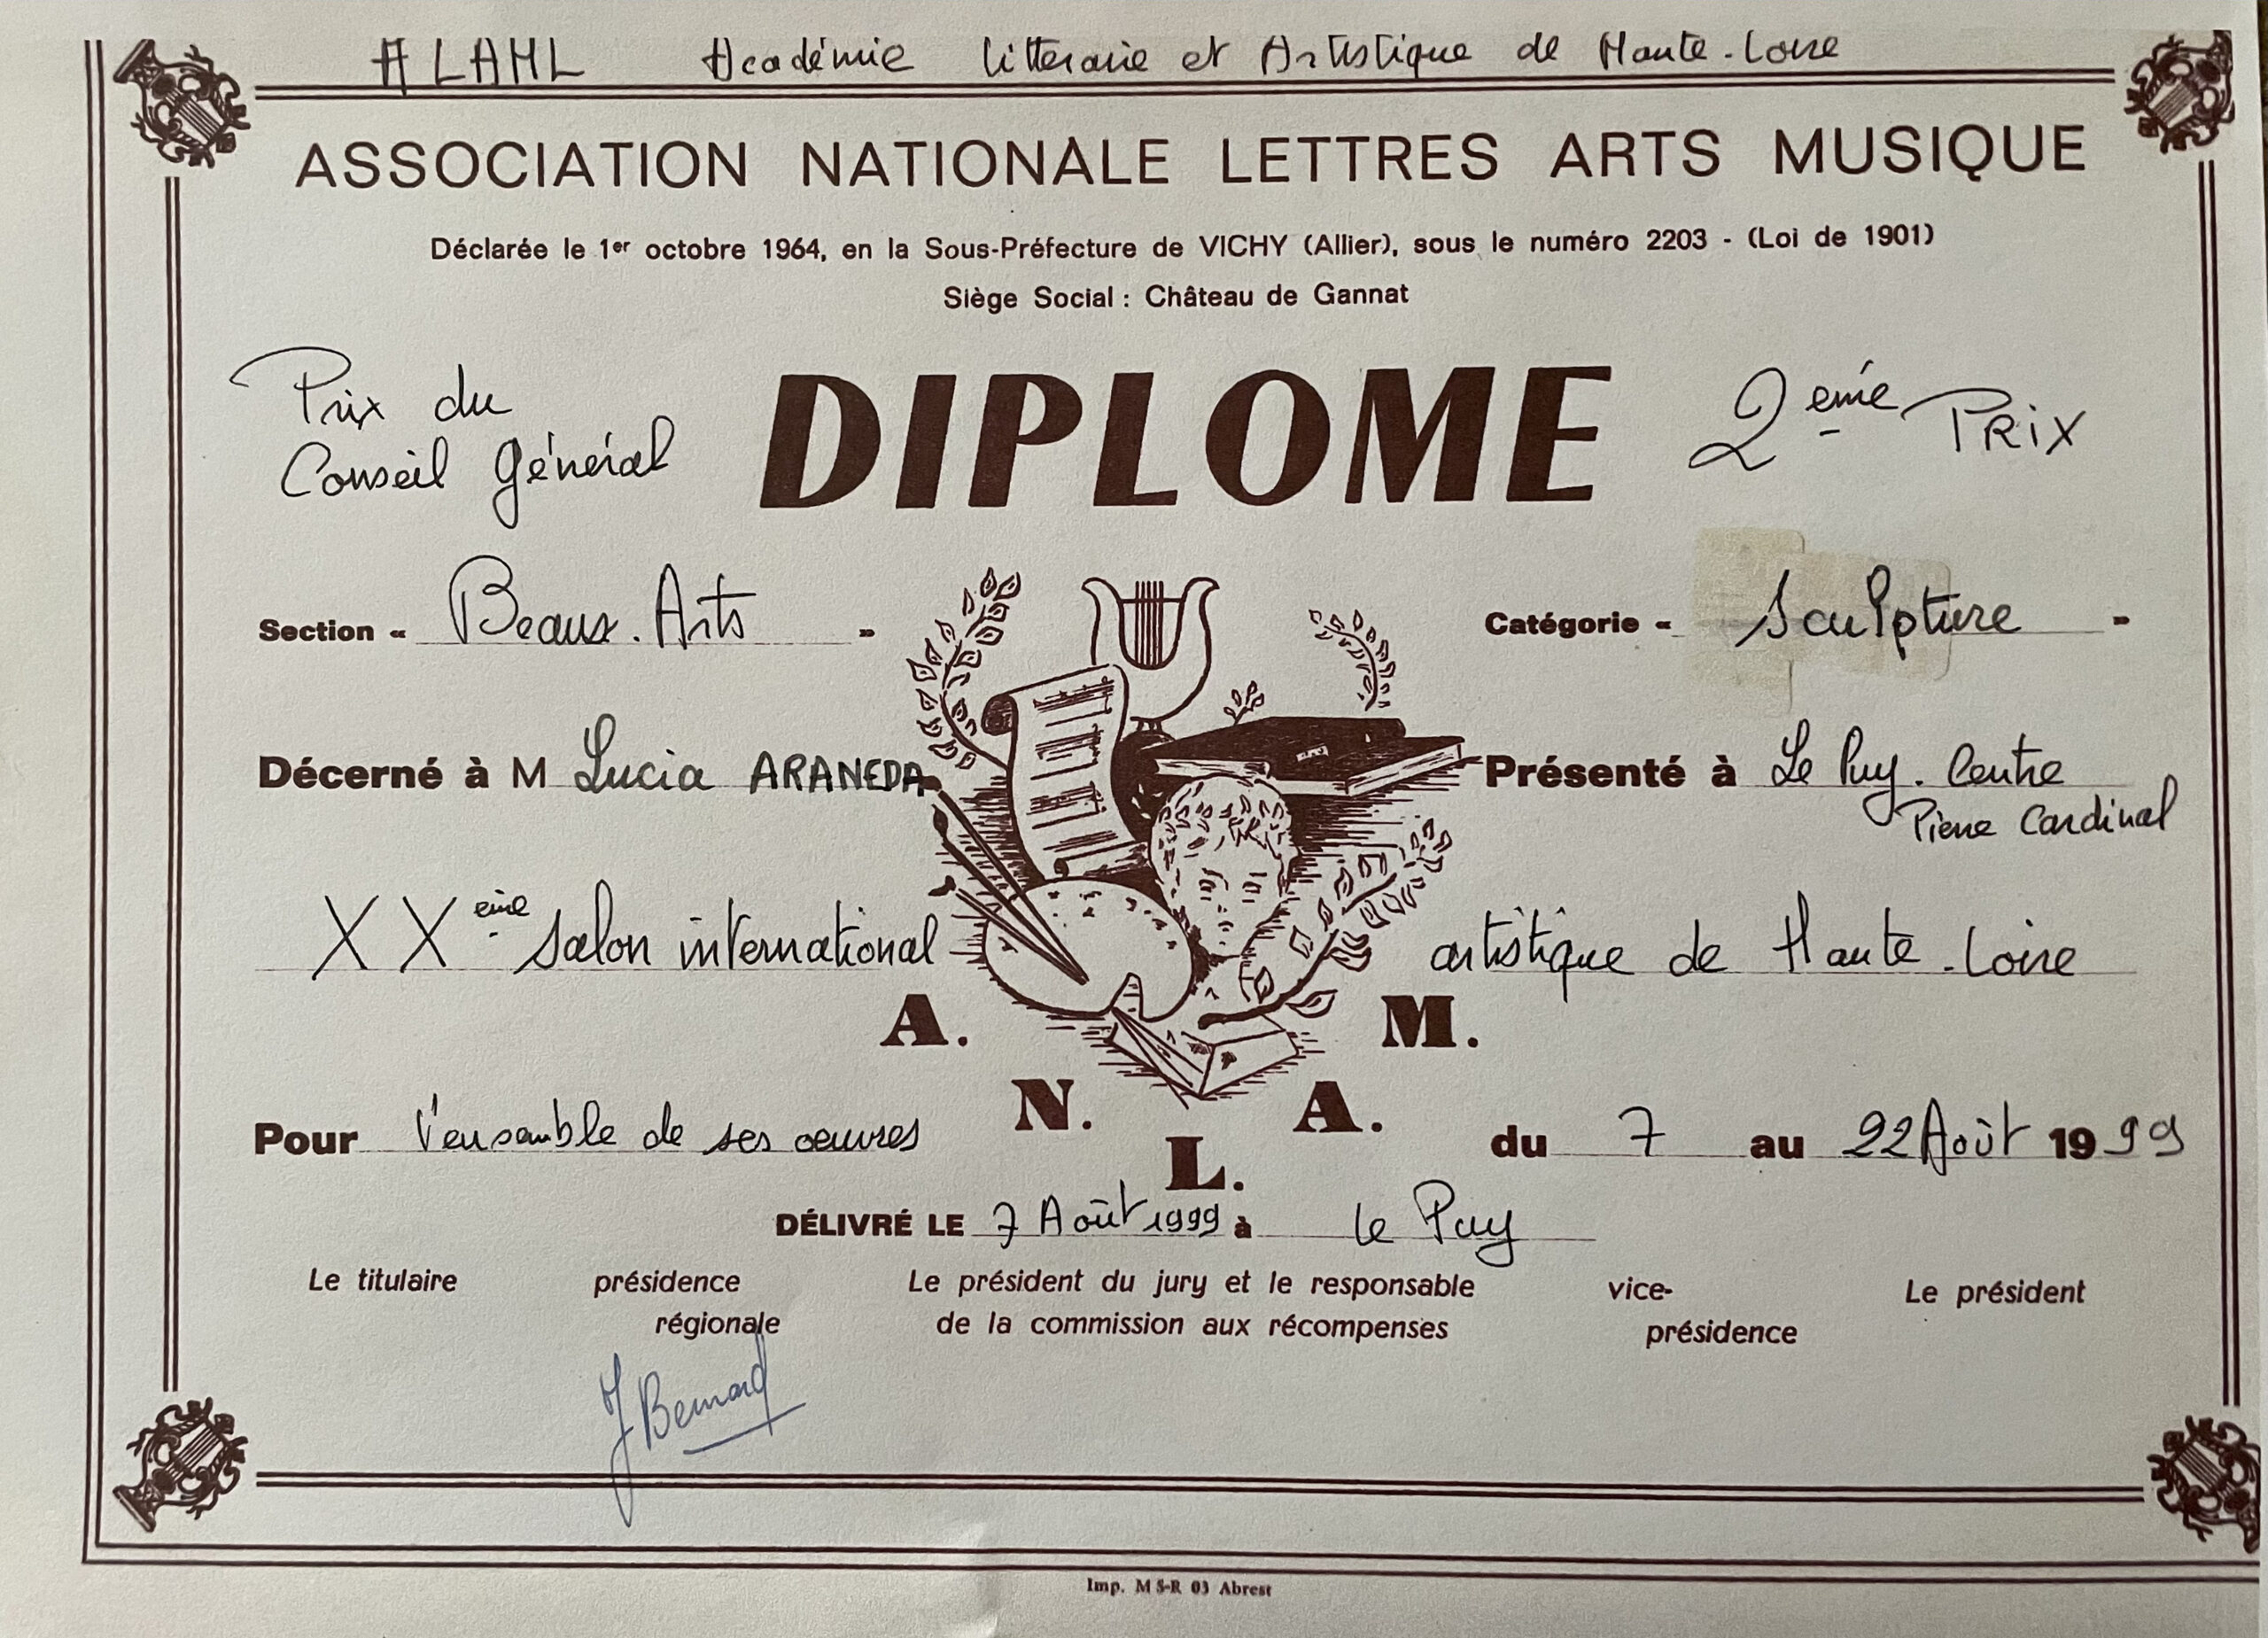 ALAHL Académie litteraire et Artistique de Haute-Loire
ASSOCIATION NATIONALE LETTRES ARTS MUSIQUE
Déclarée le 1er octobre 1964, en la Sous-Préfecture de VICHY (Allier), sous le numéro 2203 - (Loi de 1901)
Siège Social : Château de Gannat
Prix du
Conseil Général
DIPLOME
2eme PRIX
Section « Beaux-Arts »
Catégorie « Sculpture »
Décerné à M Lucia ARANEDA
Présenté à Le Puy. Centre
Pierre Cardinal
XXeme Salon international artistique de Haute-Loire
A. N. L. A. M.
Pour l'ensemble de ses oeuvres
du 7 au 22 Août 1999
DÉLIVRÉ LE 7 Août 1999 à le Puy
Le titulaire
présidence
régionale
Le président du jury et le responsable
de la commission aux récompenses
vice-
présidence
Le président
J Bernard
Imp. M S-R 03 Abrest